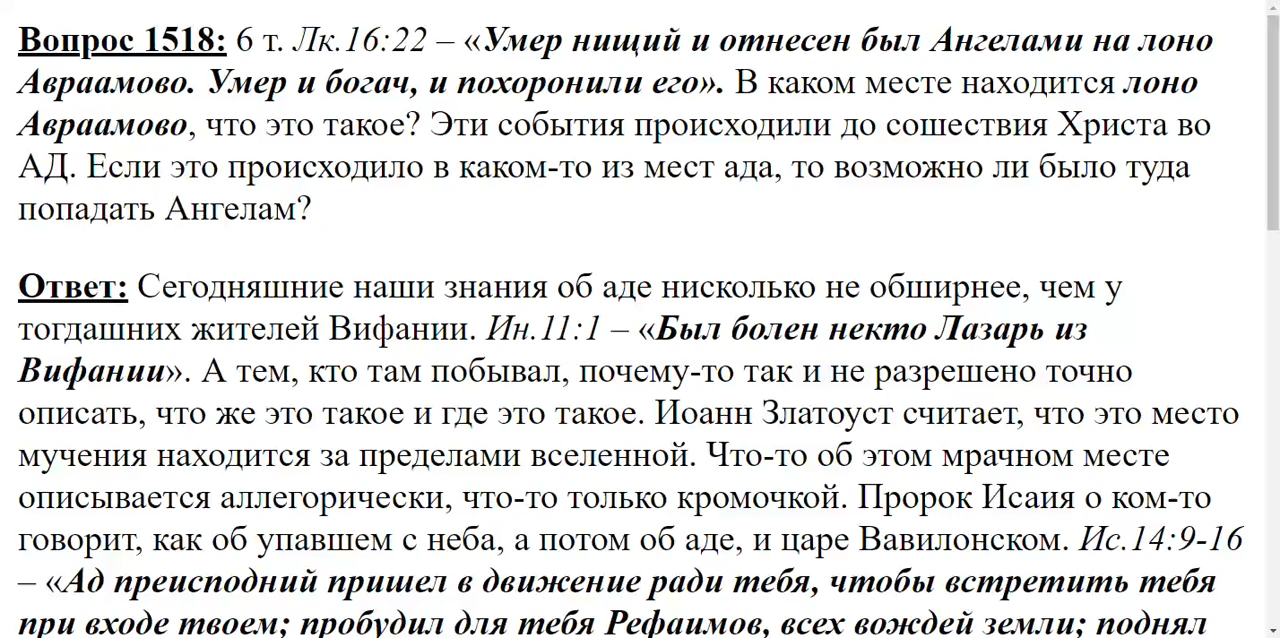 Вопрос 1518: 6 т. Лк.16:22 – «Умер нищий и отнесен был Ангелами на лоно
Авраамово. Умер и богач, и похоронили его». В каком месте находится лоно
Авраамово, что это такое? Эти события происходили до сошествия Христа во
АД. Если это происходило в каком-то из мест ада, то возможно ли было туда
попадать Ангелам?
Ответ: Сегодняшние наши знания об аде нисколько не обширнее, чем у
тогдашних жителей Вифании. Ин.11:1 – «Был болен некто Лазарь из
Вифании». А тем, кто там побывал, почему-то так и не разрешено точно
описать, что же это такое и где это такое. Иоанн Златоуст считает, что это место
мучения находится за пределами вселенной. Что-то об этом мрачном месте
описывается аллегорически, что-то только кромочкой. Пророк Исаия о ком-то
говорит, как об упавшем с неба, а потом об аде, и царе Вавилонском. Ис.14:9-16
– «Ад преисподний пришел в движение ради тебя, чтобы встретить тебя
при входе твоем; пробудил для тебя Рефаимов, всех вождей земли; поднял